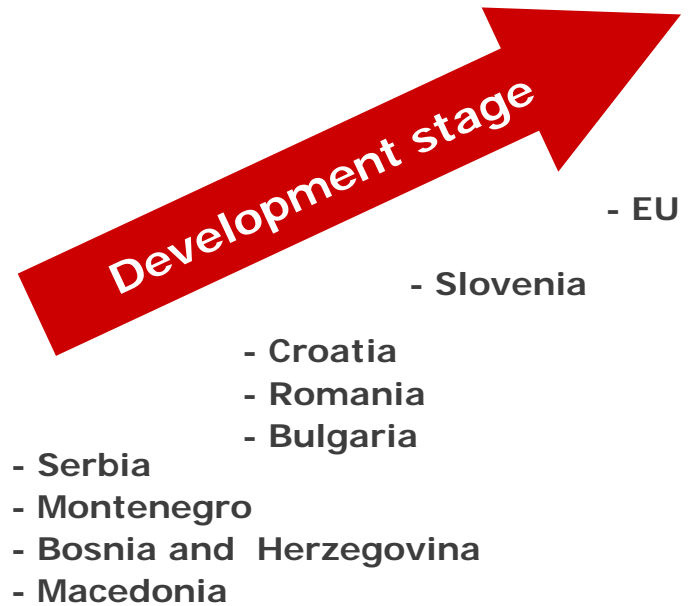 Development stage
- EU
- Slovenia
- Croatia
- Romania
- Bulgaria
- Serbia
- Montenegro
- Bosnia and  Herzegovina
- Macedonia